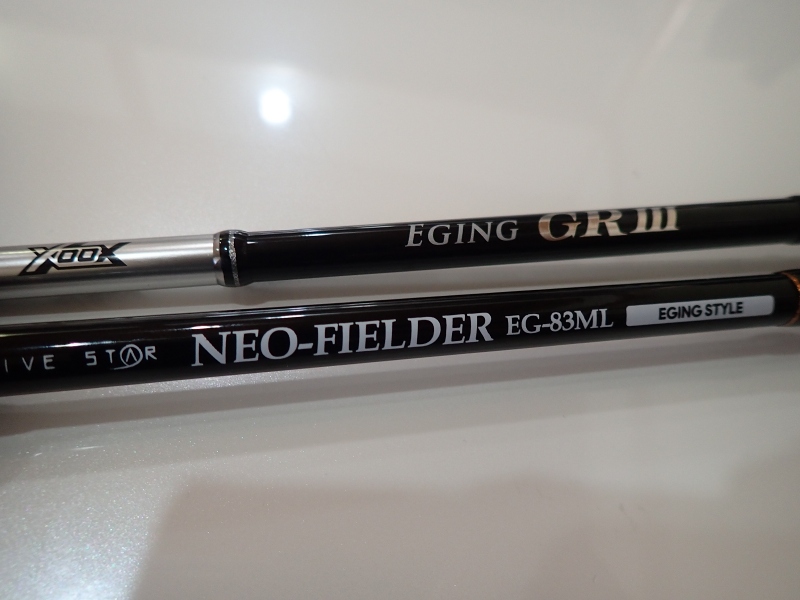 XOOX EGING GRIII
IVE STAR NEO-FIELDER EG-83ML EGING STYLE